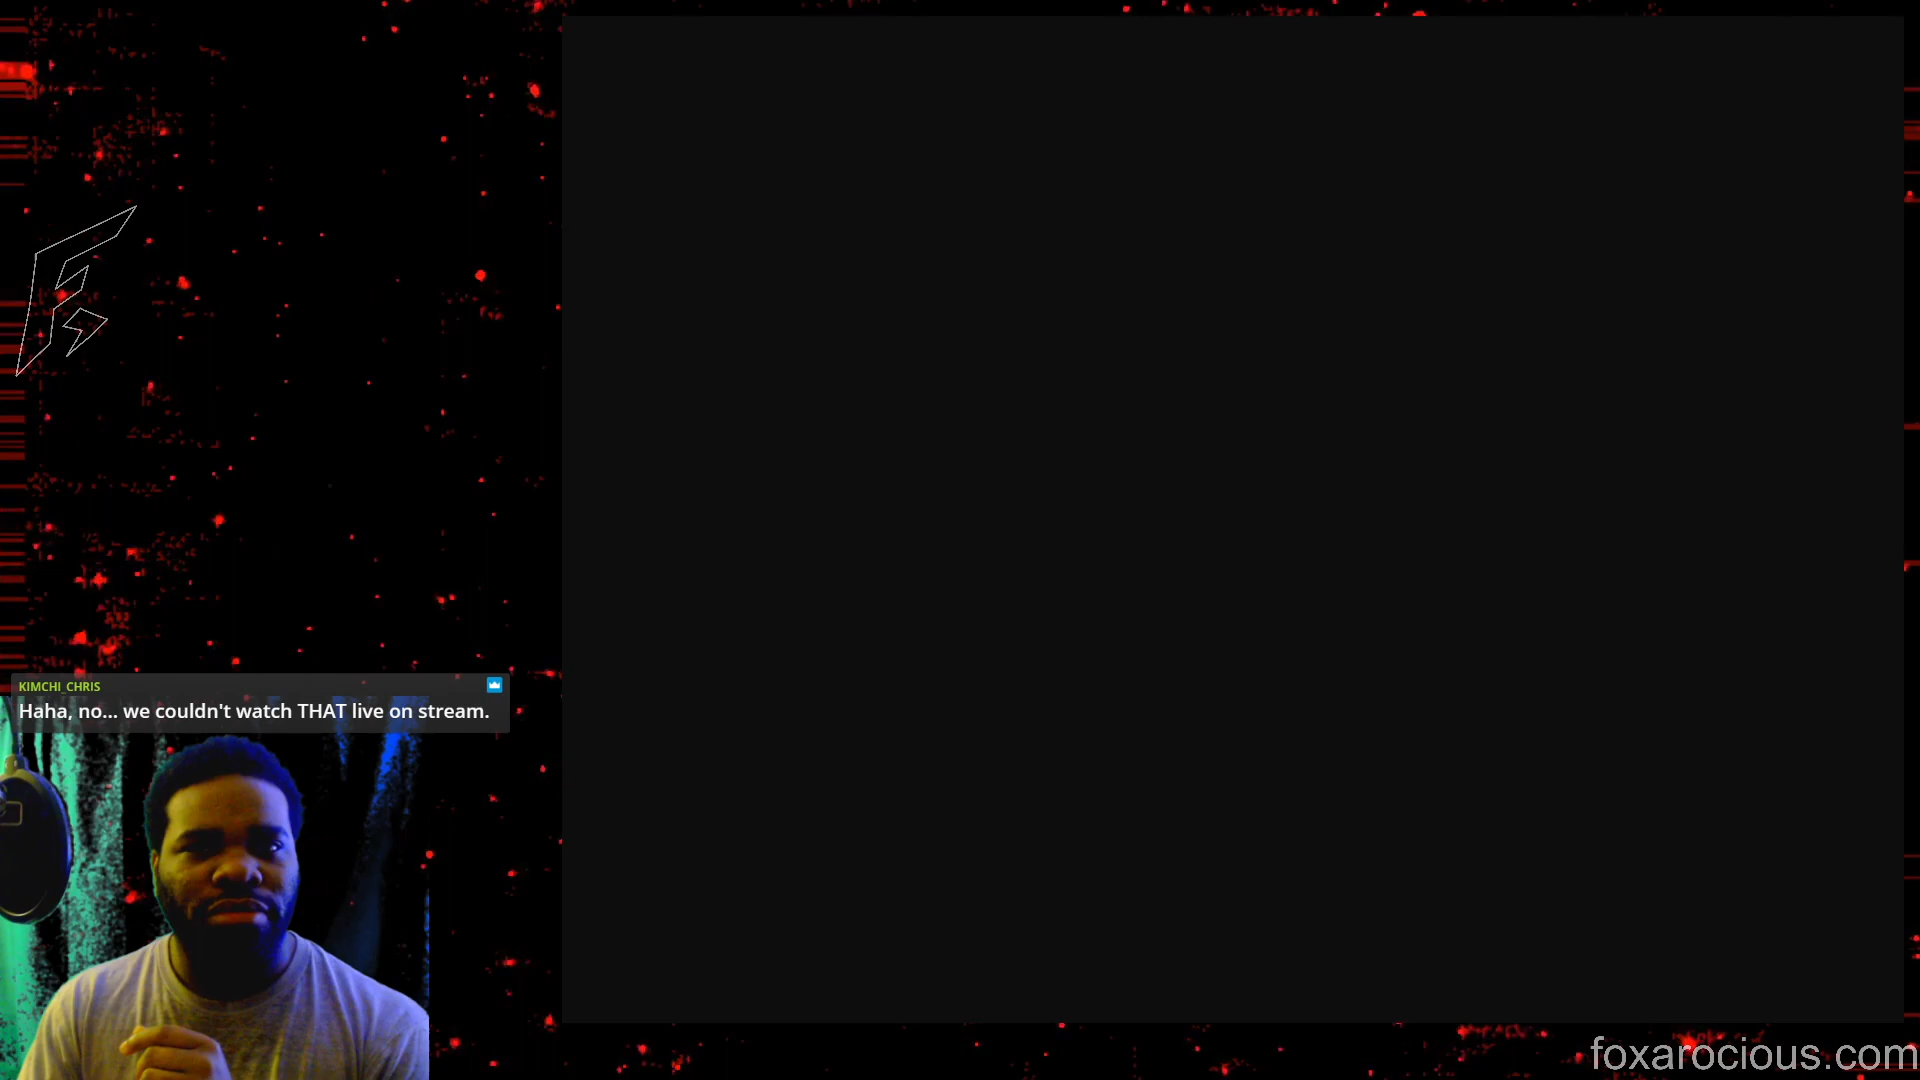 KIMCHI_CHRIS
Haha, no... we couldn't watch THAT live on stream.
foxarocious.com